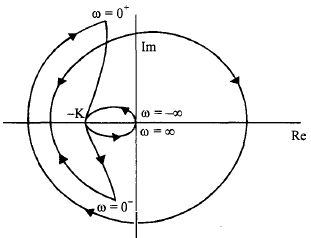 ω = 0⁺
Im
−K
ω = −∞
ω = ∞
Re
ω = 0⁻